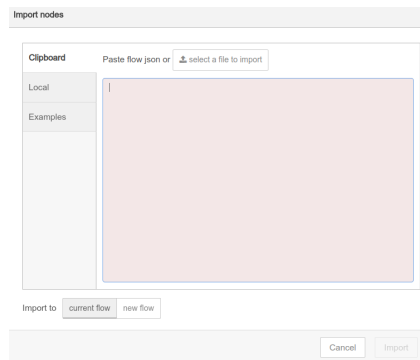 Import nodes
Clipboard
Paste flow json or select a file to import
Local
Examples
Import to current flow new flow
Cancel Import